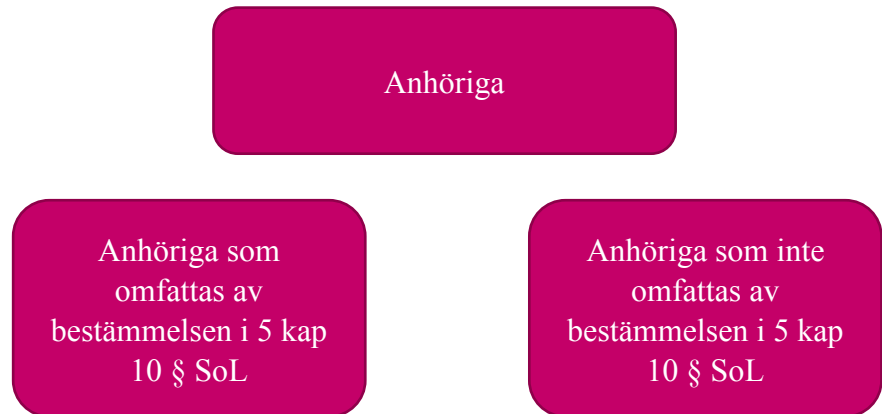 Anhöriga
Anhöriga som
omfattas av
bestämmelsen i 5 kap
10 § SoL
Anhöriga som inte
omfattas av
bestämmelsen i 5 kap
10 § SoL